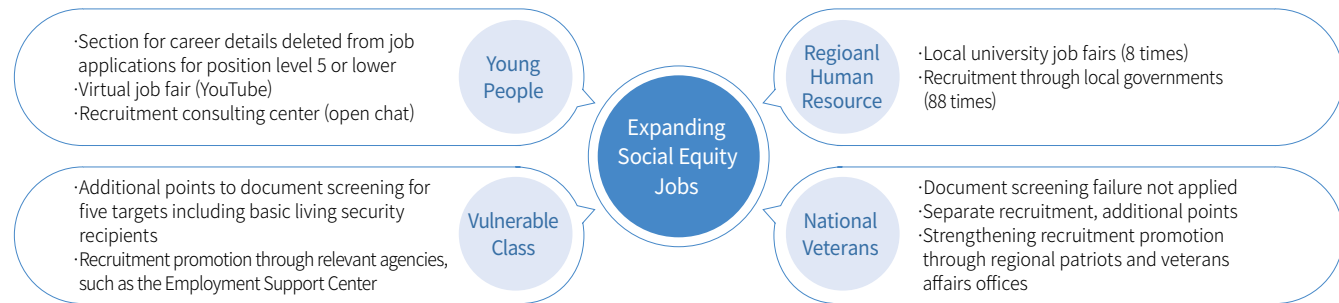 ·Section for career details deleted from job
applications for position level 5 or lower
·Virtual job fair (YouTube)
·Recruitment consulting center (open chat)
Young
People
Regioanl
Human
Resource
·Local university job fairs (8 times)
·Recruitment through local governments
(88 times)
Expanding
Social Equity
Jobs
·Additional points to document screening for
five targets including basic living security
recipients
·Recruitment promotion through relevant agencies,
such as the Employment Support Center
Vulnerable
Class
National
Veterans
·Document screening failure not applied
·Separate recruitment, additional points
·Strengthening recruitment promotion
through regional patriots and veterans
affairs offices